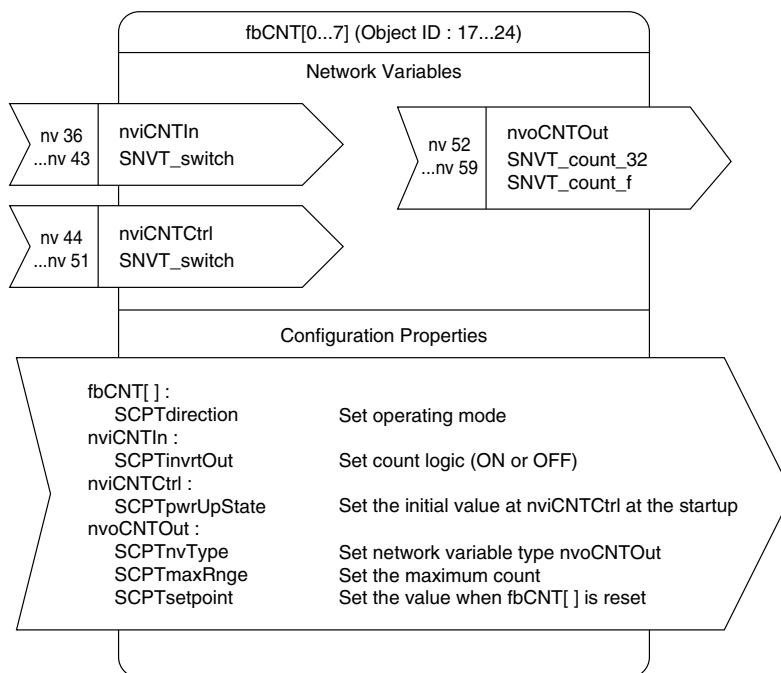 fbCNT[0...7] (Object ID : 17...24)
Network Variables
nv 36
...nv 43
nviCNTIn
SNVT_switch
nv 52
...nv 59
nvoCNTOut
SNVT_count_32
SNVT_count_f
nv 44
...nv 51
nviCNTCtrl
SNVT_switch
Configuration Properties
fbCNT[ ] :
SCPTdirection Set operating mode
nviCNTIn :
SCPTinvrtOut Set count logic (ON or OFF)
nviCNTCtrl :
SCPTpwrUpState Set the initial value at nviCNTCtrl at the startup
nvoCNTOut :
SCPTnvType Set network variable type nvoCNTOut
SCPTmaxRnge Set the maximum count
SCPTsetpoint Set the value when fbCNT[ ] is reset